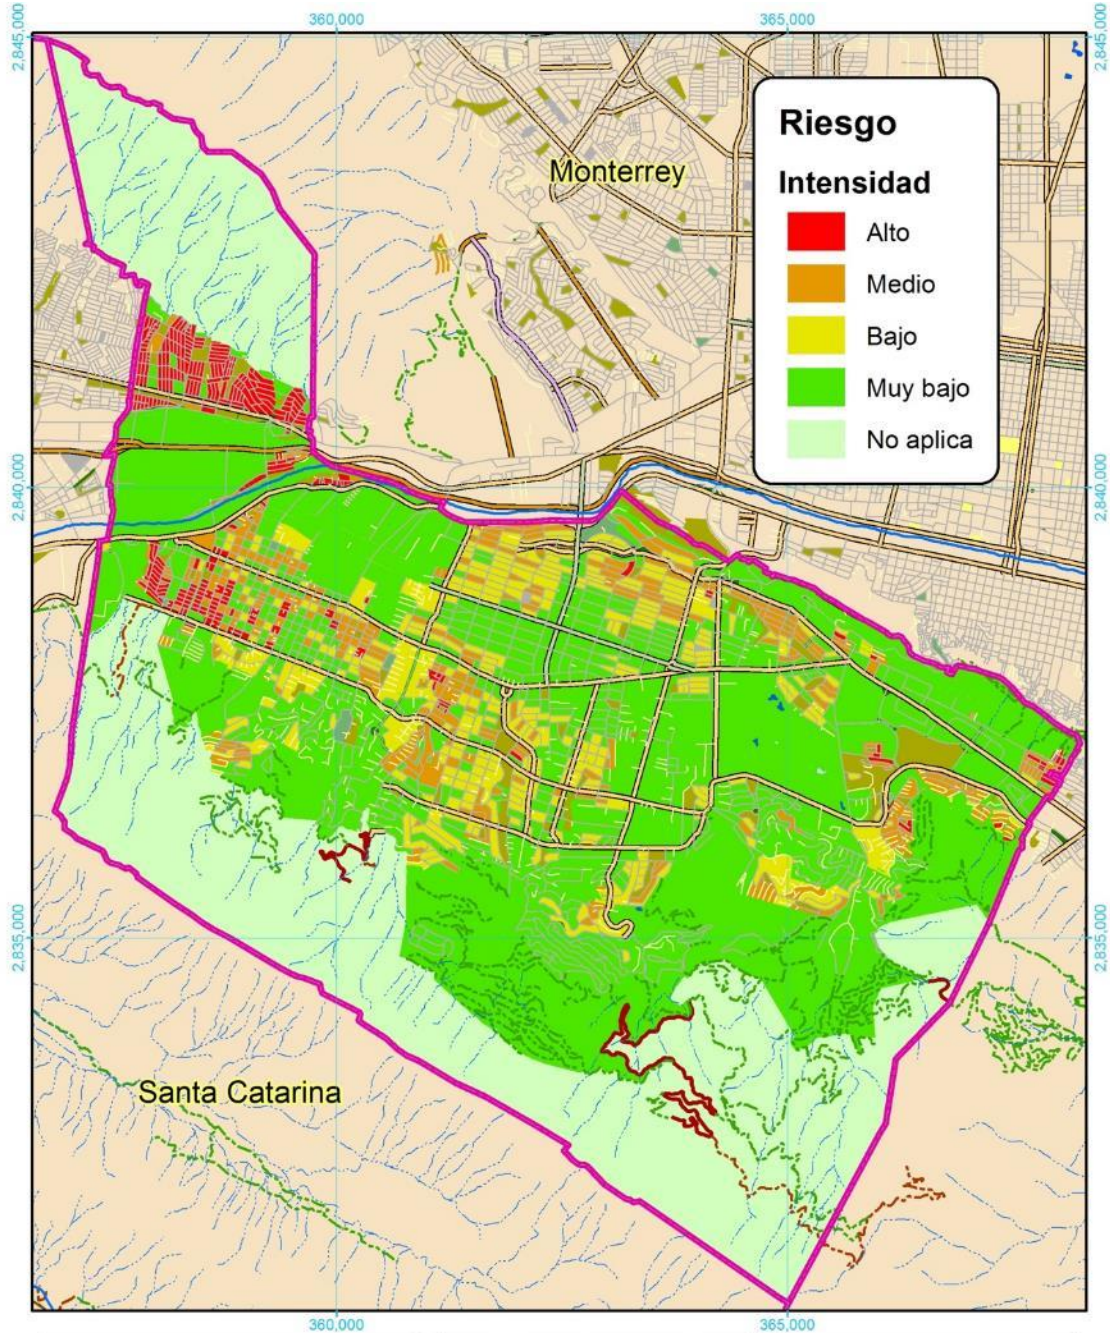 360,000
365,000
2,845,000
2,845,000
Riesgo
Monterrey
Intensidad
Alto
Medio
Bajo
Muy bajo
No aplica
2,840,000
2,840,000
2,835,000
2,835,000
Santa Catarina
360,000
365,000